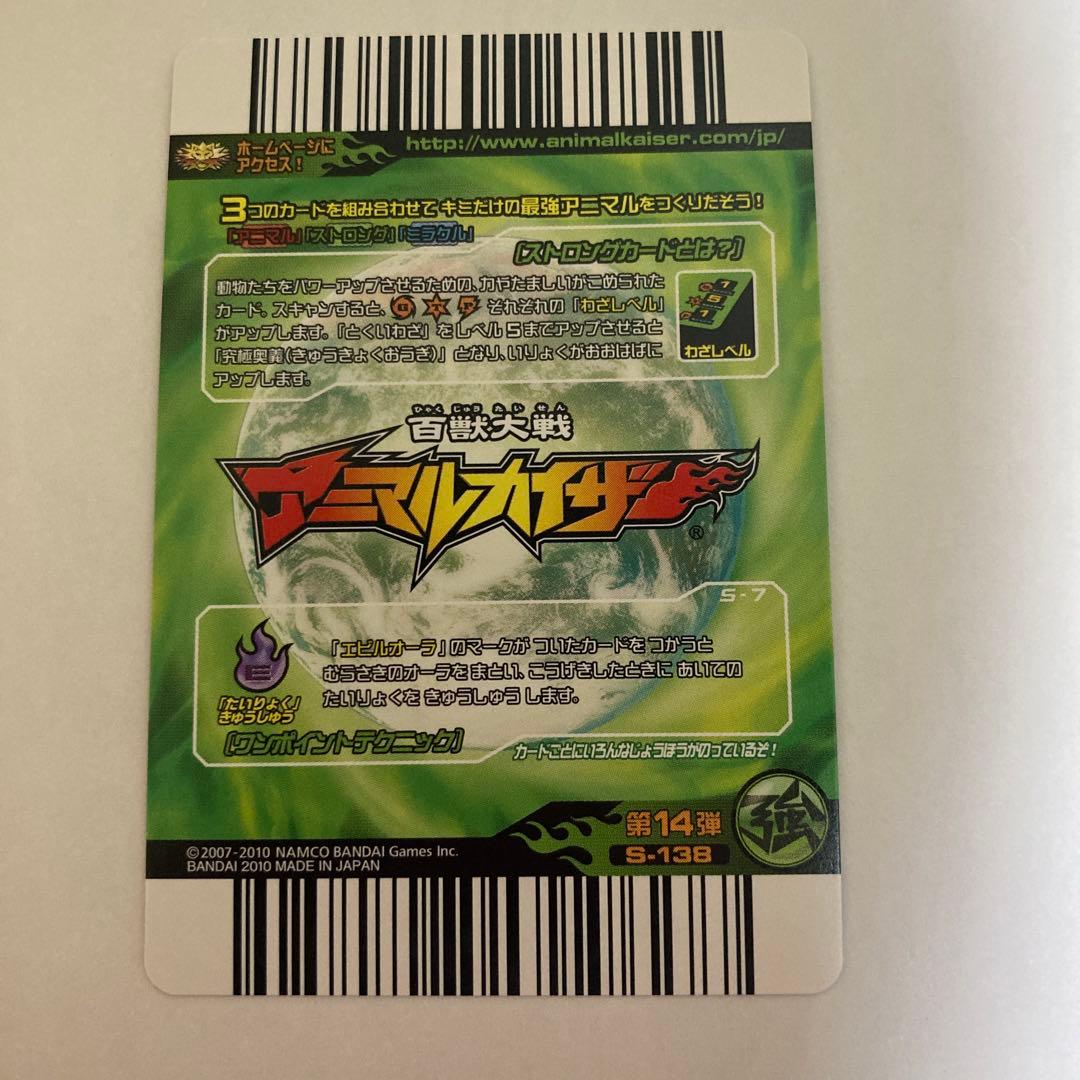 ホームページに
アクセス！
http://www.animalkaiser.com/jp/
3つのカードを組み合わせて キミだけの最強アニマルをつくりだそう！
「アニマル」「ストロング」「ミラクル」
［ストロングカードとは？］
動物たちをパワーアップさせるための、力やたましいがこめられた
カード。スキャンすると、G T P それぞれの「わざレベル」
がアップします。「とくいわざ」をレベル5までアップさせると
「究極奥義（きゅうきょくおうぎ）」となり、いりょくがおおはばに
アップします。
1
5
1
わざレベル
ひゃく じゅう たい せん
百獣大戦
アニマルカイザー®
S-7
E
「たいりょく」
きゅうしゅう
「エビルオーラ」のマークが ついたカードを つかうと
むらさきのオーラを まとい、こうげきしたときに あいての
たいりょくを きゅうしゅう します。
［ワンポイント・テクニック］
カードごとにいろんなじょうほうがのっているぞ！
第14弾
S-138
強
©2007-2010 NAMCO BANDAI Games Inc.
BANDAI 2010 MADE IN JAPAN